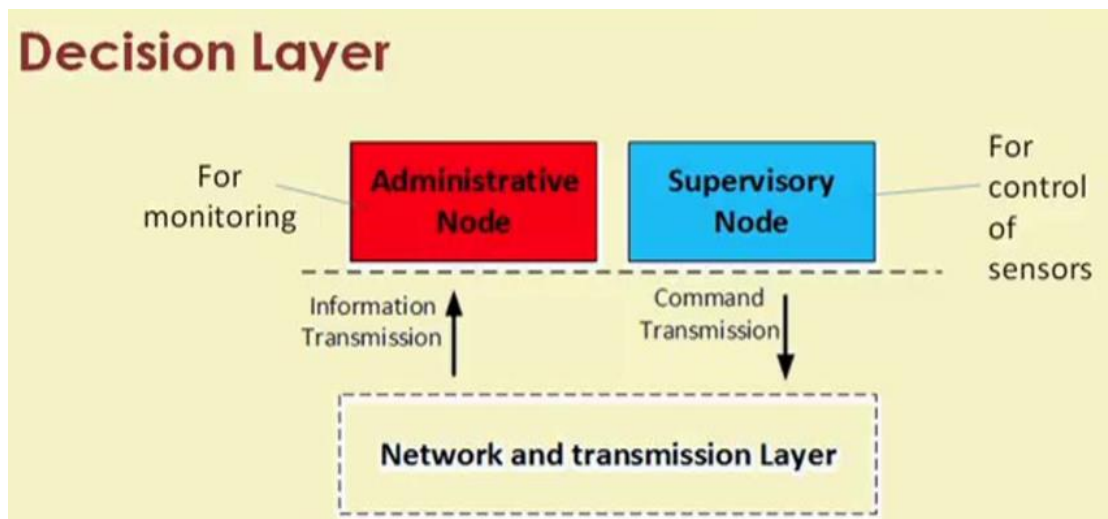 Decision Layer
For
monitoring
Administrative
Node
Supervisory
Node
For
control
of
sensors
Information
Transmission
Command
Transmission
Network and transmission Layer